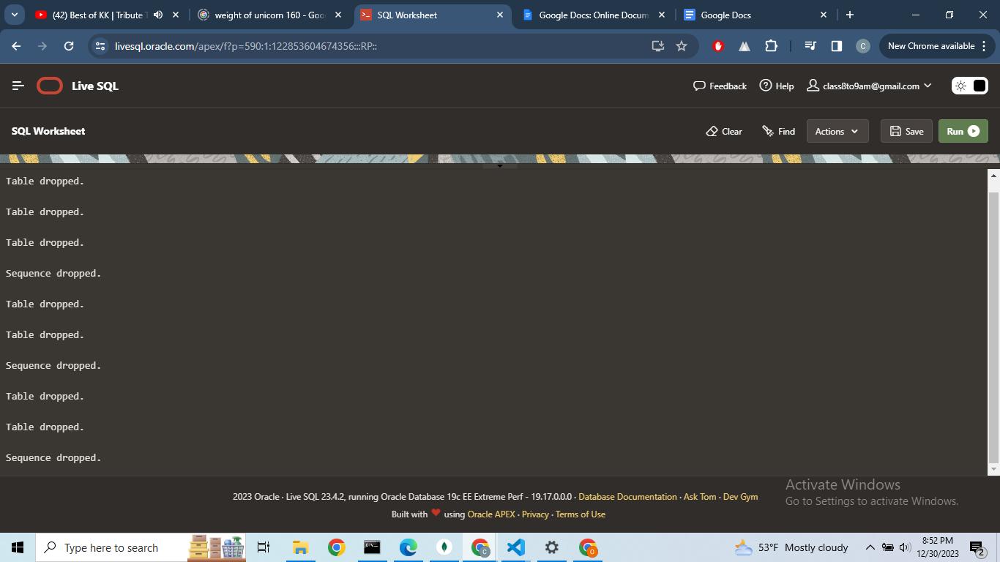 (42) Best of KK | Tribute T
weight of unicorn 160 - Goo
SQL Worksheet
Google Docs: Online Docum
Google Docs
livesql.oracle.com/apex/f?p=590:1:122853604674356:::RP::
C
New Chrome available
Live SQL
Feedback
Help
class8to9am@gmail.com
SQL Worksheet
Clear
Find
Actions
Save
Run
Table dropped.
Table dropped.
Table dropped.
Sequence dropped.
Table dropped.
Table dropped.
Sequence dropped.
Table dropped.
Table dropped.
Sequence dropped.
Activate Windows
Go to Settings to activate Windows.
2023 Oracle · Live SQL 23.4.2, running Oracle Database 19c EE Extreme Perf - 19.17.0.0.0 · Database Documentation · Ask Tom · Dev Gym
Built with ❤ using Oracle APEX · Privacy · Terms of Use
Type here to search
53°F Mostly cloudy
8:52 PM
12/30/2023
2